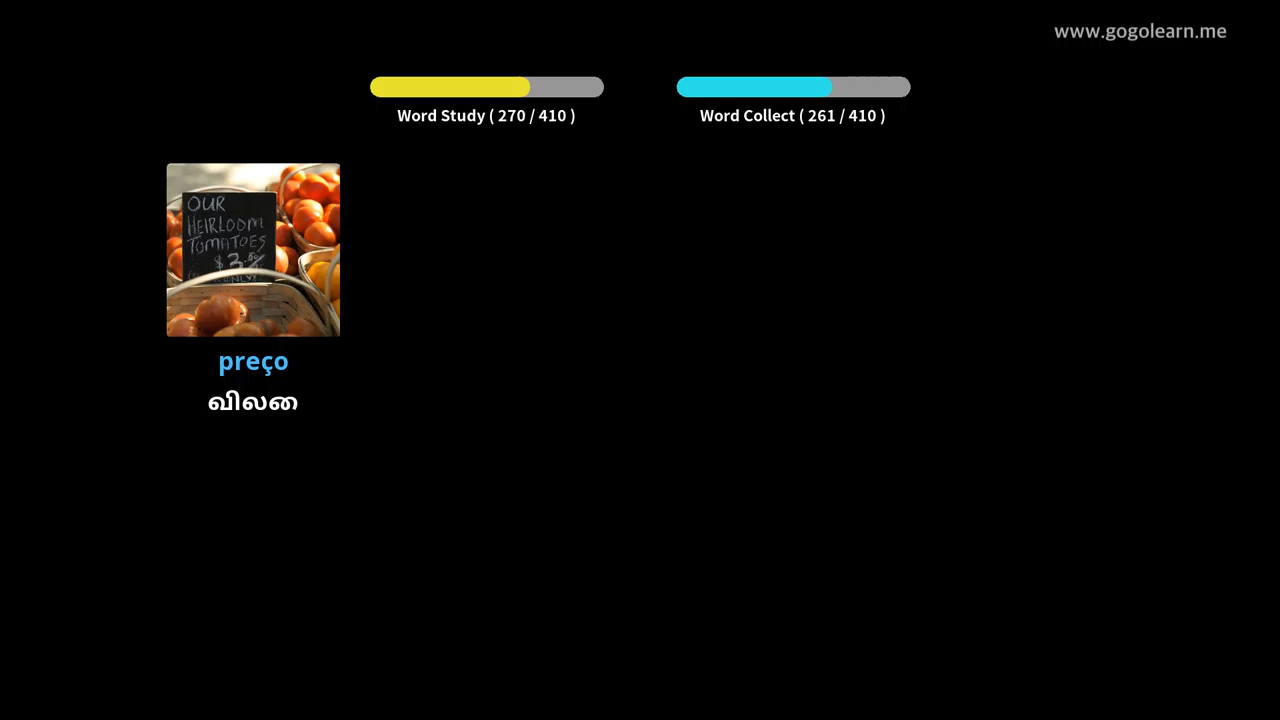 www.gogolearn.me
Word Study ( 270 / 410 )
Word Collect ( 261 / 410 )
OUR
HEIRLOOM
TOMATOES
preço
விலை